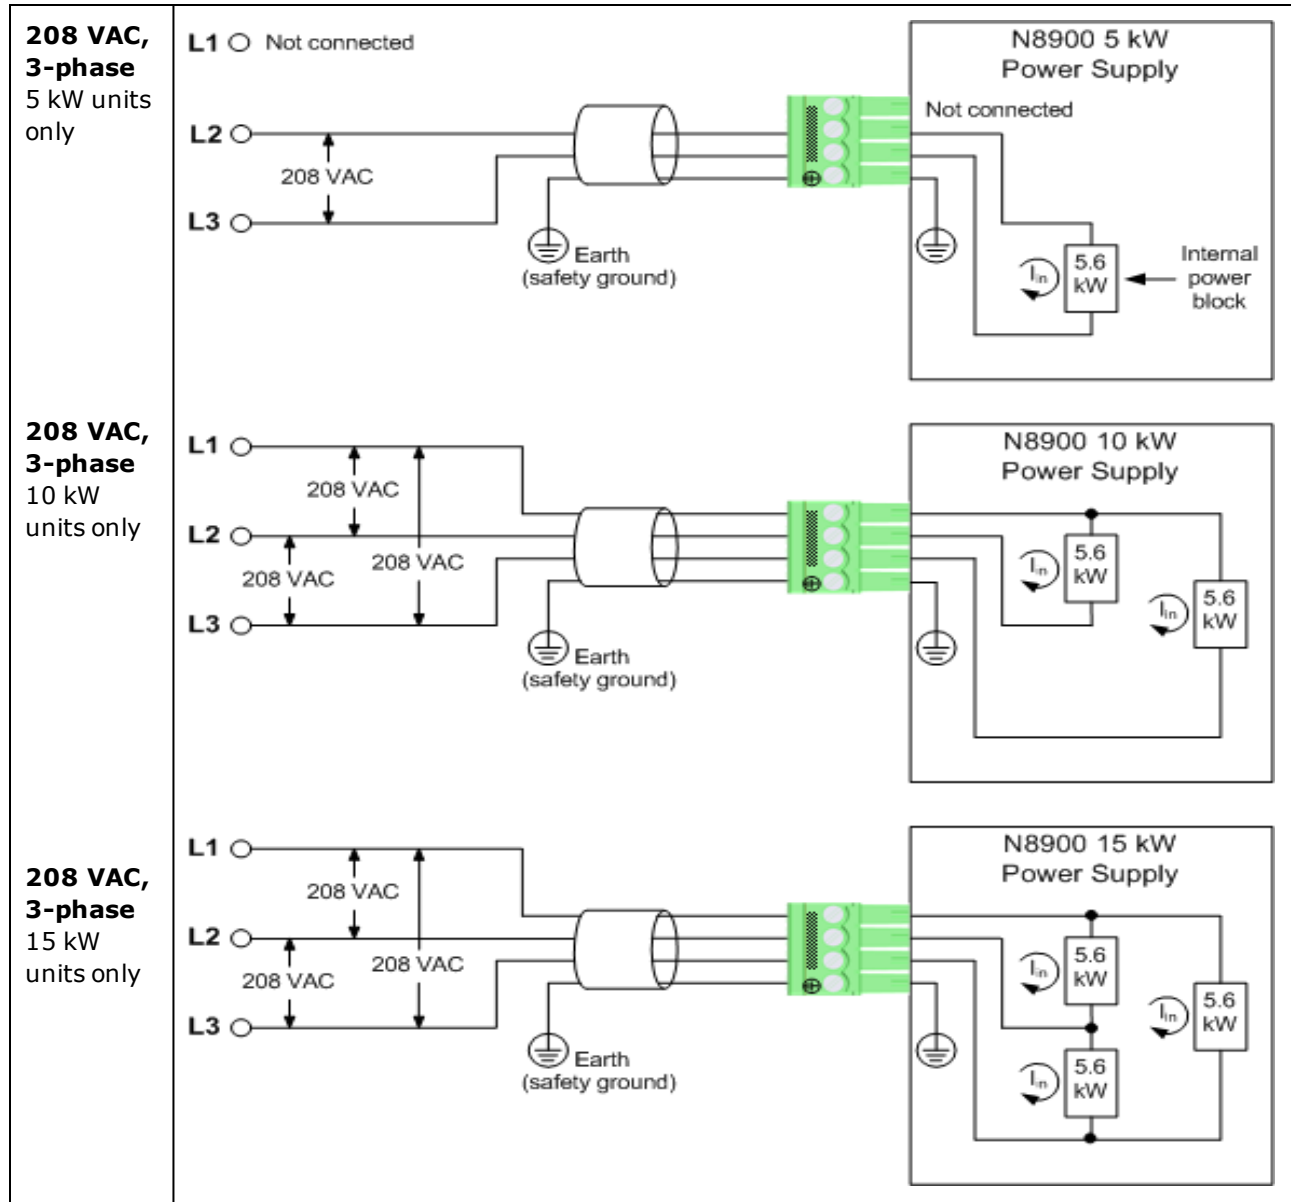 208 VAC,
3-phase
5 kW units
only
L1 Not connected
L2
208 VAC
L3
Earth
(safety ground)
N8900 5 kW
Power Supply
Not connected
Iin
5.6
kW
Internal
power
block
208 VAC,
3-phase
10 kW
units only
L1
208 VAC
L2
208 VAC
208 VAC
L3
Earth
(safety ground)
N8900 10 kW
Power Supply
Iin
5.6
kW
Iin
5.6
kW
208 VAC,
3-phase
15 kW
units only
L1
208 VAC
L2
208 VAC
208 VAC
L3
Earth
(safety ground)
N8900 15 kW
Power Supply
Iin
5.6
kW
Iin
5.6
kW
Iin
5.6
kW